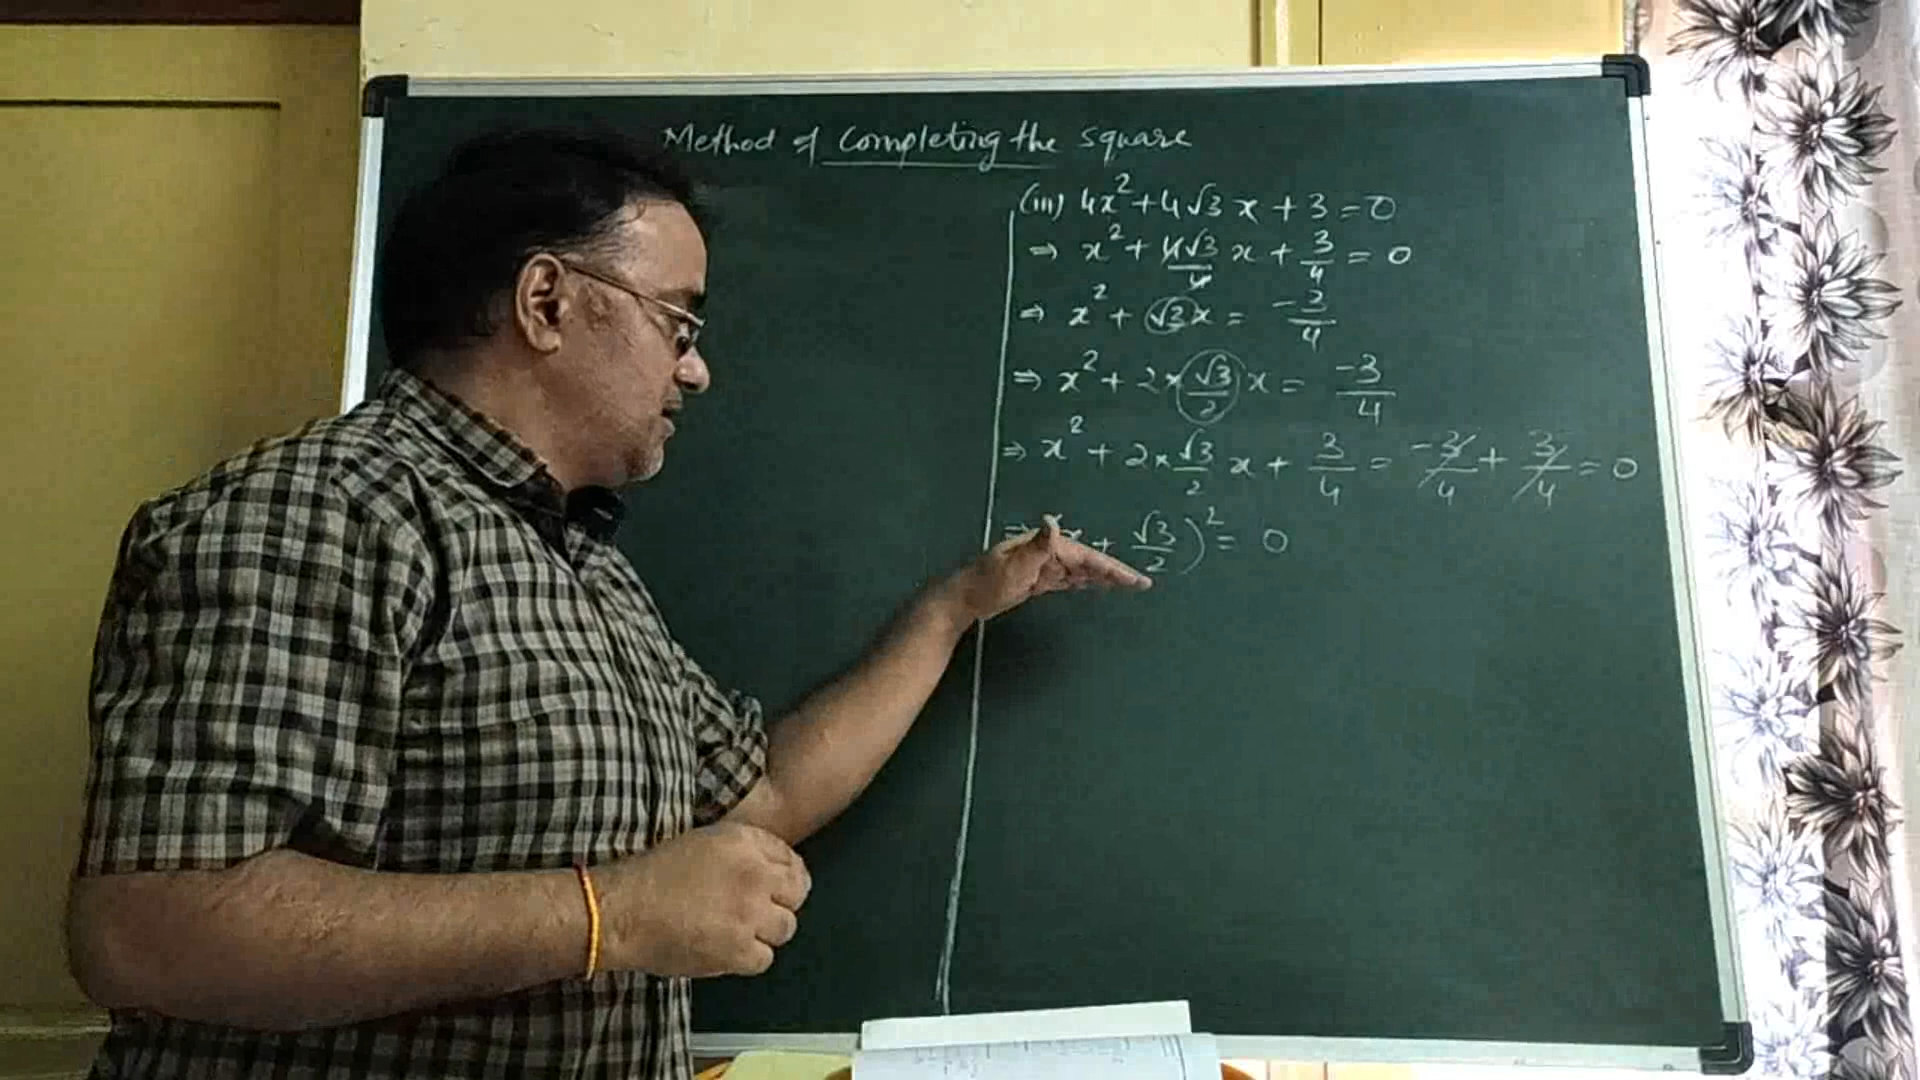 Method of Completing the square
(iii) 4x² + 4√3 x + 3 = 0
⇒ x² + 4√3/4 x + 3/4 = 0
⇒ x² + √3 x = -3/4
⇒ x² + 2×√3/2 x = -3/4
⇒ x² + 2×√3/2 x + 3/4 = -3/4 + 3/4 = 0
⇒ x + √3/2)² = 0